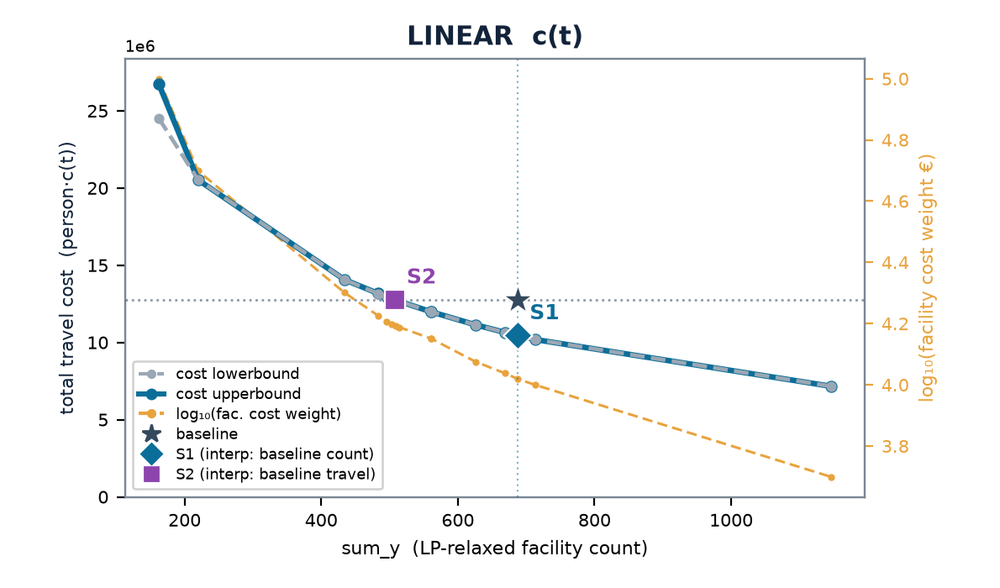 LINEAR  c(t)
1e6
25
20
15
10
5
0
total travel cost  (person·c(t))
5.0
4.8
4.6
4.4
4.2
4.0
3.8
log₁₀(facility cost weight €)
S2
S1
cost lowerbound
cost upperbound
log₁₀(fac. cost weight)
baseline
S1 (interp: baseline count)
S2 (interp: baseline travel)
200
400
600
800
1000
sum_y  (LP-relaxed facility count)